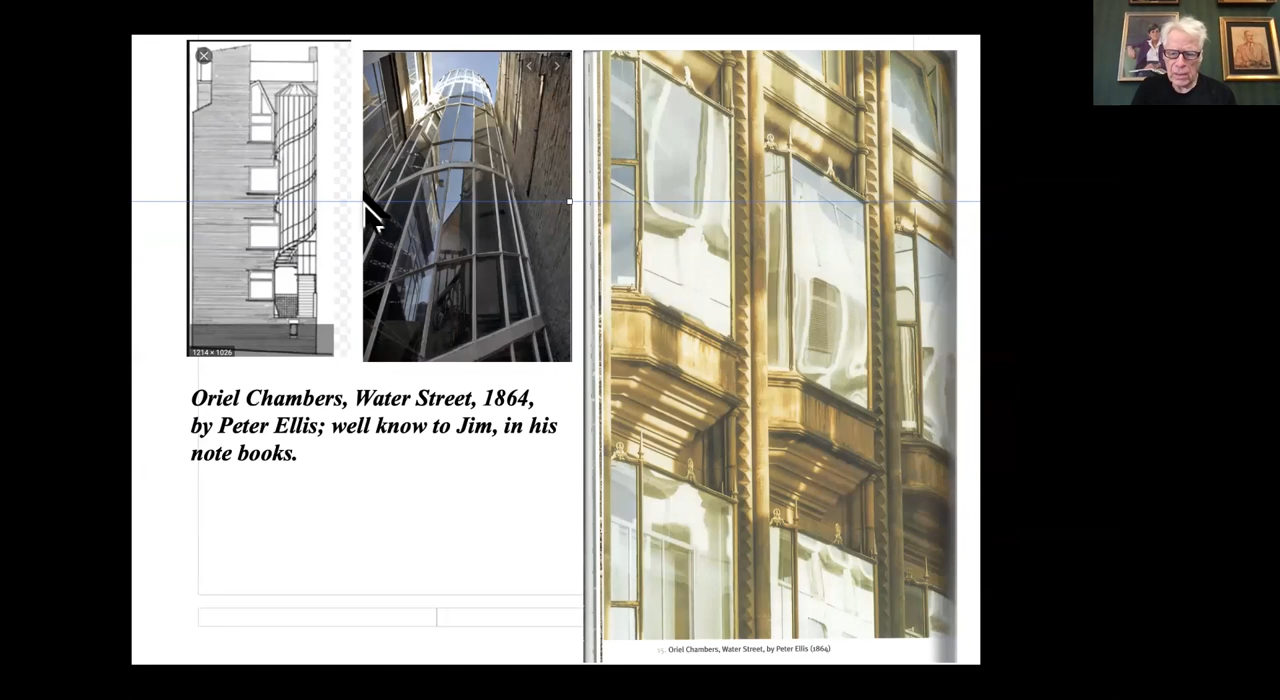 1214 × 1026
Oriel Chambers, Water Street, 1864,
by Peter Ellis; well know to Jim, in his
note books.
15. Oriel Chambers, Water Street, by Peter Ellis (1864)